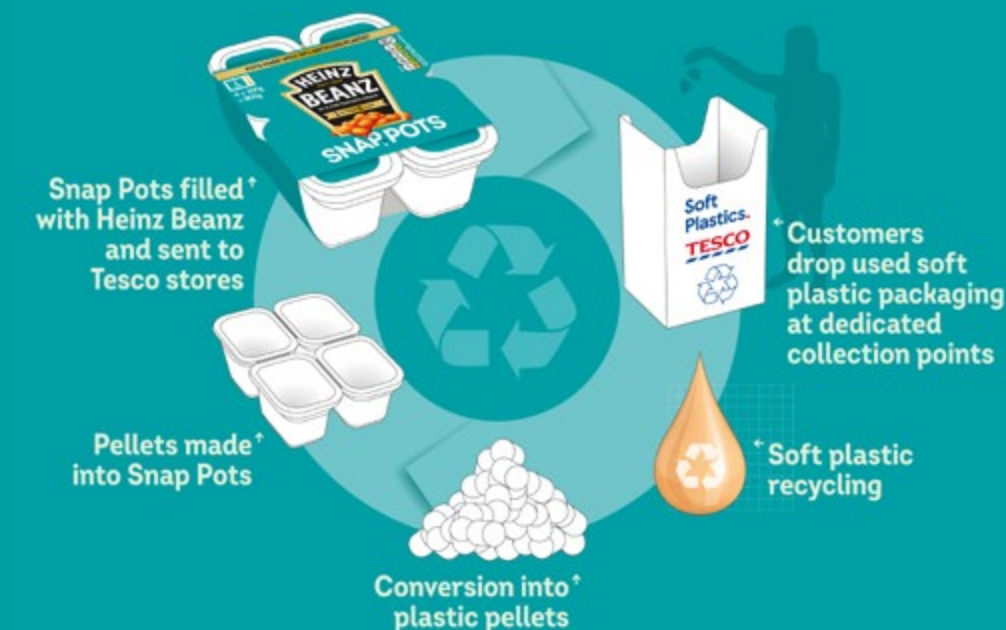 HEINZ
BEANZ
SNAP POTS
Snap Pots filled
with Heinz Beanz
and sent to
Tesco stores
Soft
Plastics.
TESCO
Customers
drop used soft
plastic packaging
at dedicated
collection points
Soft plastic
recycling
Conversion into
plastic pellets
Pellets made
into Snap Pots